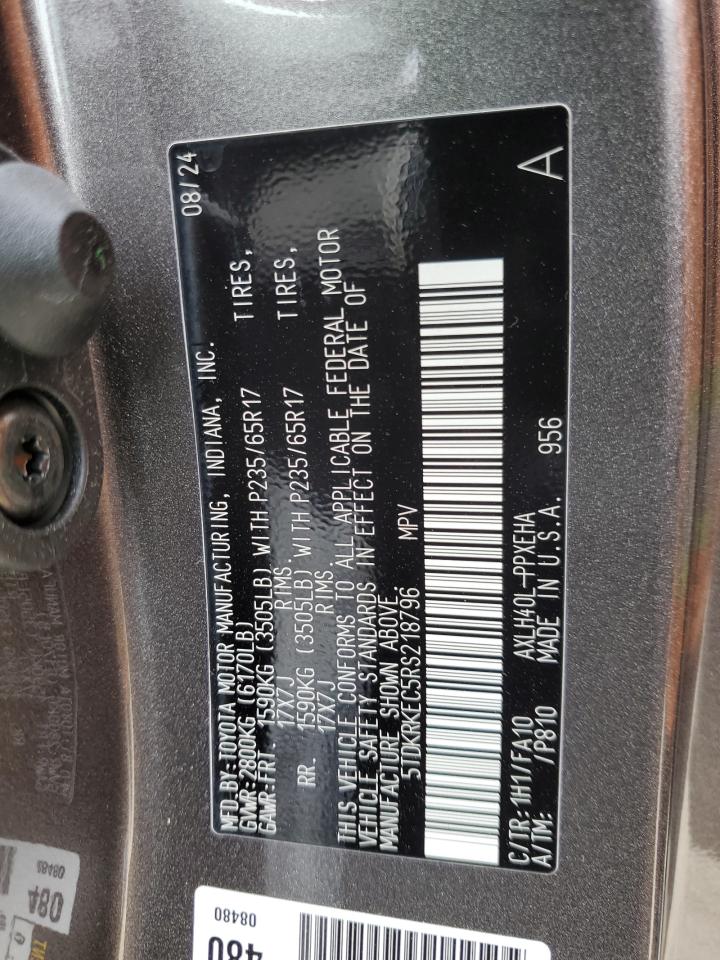 MFD.BY:TOYOTA MOTOR MANUFACTURING, INDIANA, INC. 08/24
GVWR:2800KG (6170LB)
GAWR:FRT. 1590KG (3505LB) WITH P235/65R17 TIRES,
17X7J RIMS.
RR. 1590KG (3505LB) WITH P235/65R17 TIRES,
17X7J RIMS.
THIS VEHICLE CONFORMS TO ALL APPLICABLE FEDERAL MOTOR
VEHICLE SAFETY STANDARDS IN EFFECT ON THE DATE OF
MANUFACTURE SHOWN ABOVE.
5TDKRKEC5RS218796 MPV
C/TR:1H1/FA10 AXLH40L-PPXEHA A
A/TM: /P810 MADE IN U.S.A. 956
08480
480
084
08485